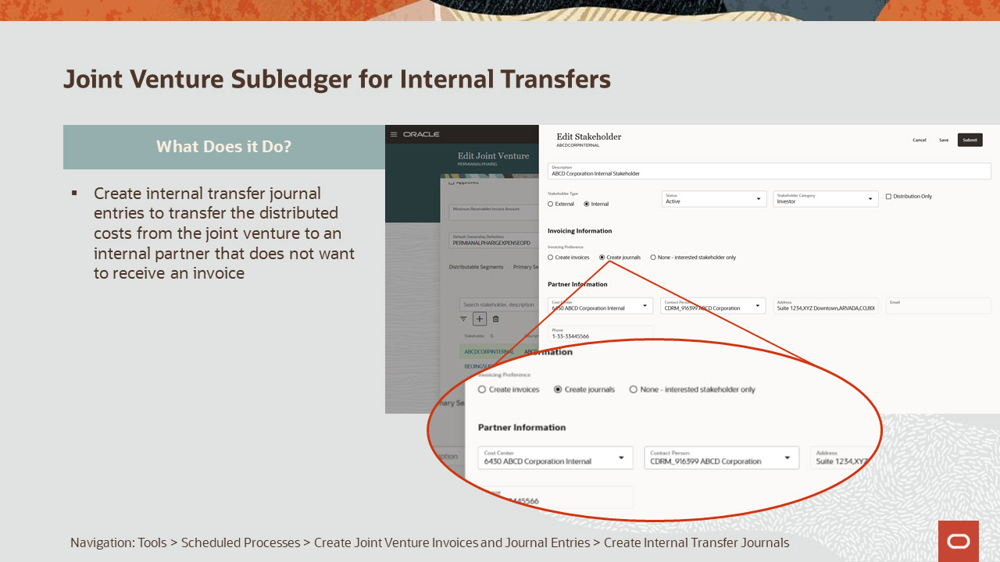 Joint Venture Subledger for Internal Transfers
What Does it Do?
▪ Create internal transfer journal
entries to transfer the distributed
costs from the joint venture to an
internal partner that does not want
to receive an invoice
ORACLE
Edit Joint Venture
PERMIANALPHARIG
Approved
Minimum Receivables Invoice Amount
Default Ownership Definition
PERMIANALPHARIGEXPENSEOPD
Distributable Segments Primary Se
Search stakeholder, description
Stakeholder Descript
ABCDCORPINTERNAL ABCD
Edit Stakeholder
ABCDCORPINTERNAL
Cancel Save Submit
Description
ABCD Corporation Internal Stakeholder
Stakeholder Type
External Internal
Status
Active
Stakeholder Category
Investor
Distribution Only
Invoicing Information
Invoicing Preference
Create invoices Create journals None - interested stakeholder only
Partner Information
Cost Center
6430 ABCD Corporation Internal
Contact Person
CDRM_916399 ABCD Corporation
Address
Suite 1234,XYZ Downtown,ARVADA,CO,80
Email
Phone
1-33-33445566
rmation
Invoicing Preference
Create invoices Create journals None - interested stakeholder only
mary Se
Partner Information
ption
Cost Center
6430 ABCD Corporation Internal
Contact Person
CDRM_916399 ABCD Corporation
Address
Suite 1234,XYZ
445566
Navigation: Tools > Scheduled Processes > Create Joint Venture Invoices and Journal Entries > Create Internal Transfer Journals